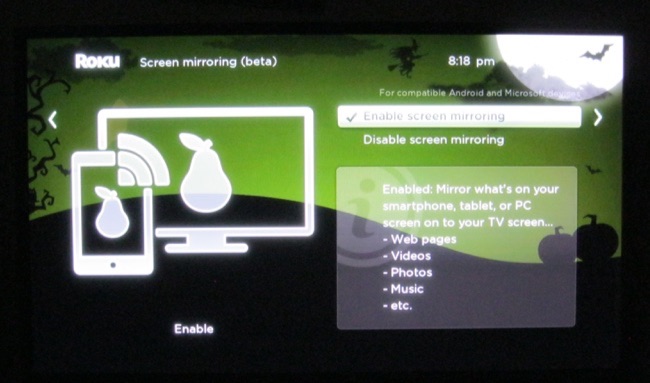 ROKU Screen mirroring (beta) 8:18 pm
For compatible Android and Microsoft devices
Enable screen mirroring
Disable screen mirroring
Enabled: Mirror what's on your
smartphone, tablet, or PC
screen on to your TV screen...
- Web pages
- Videos
- Photos
- Music
- etc.
Enable